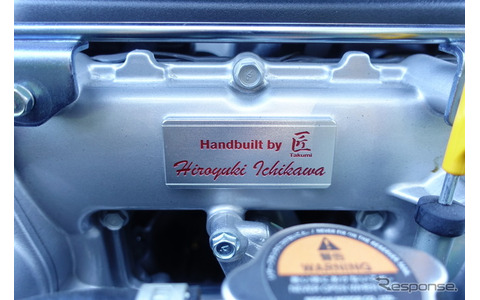 Handbuilt by 匠
Takumi
Hiroyuki Ichikawa
警告
WARNING
Response.